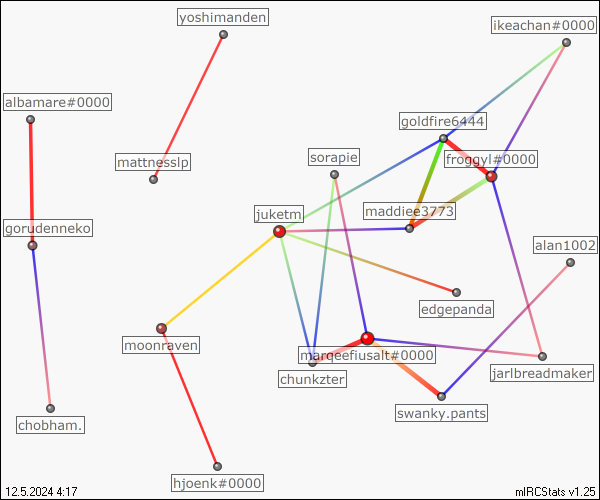 yoshimanden
ikeachan#0000
albamare#0000
goldfire6444
mattnesslp
sorapie
froggyl#0000
juketm
maddiee3773
gorudenneko
alan1002
edgepanda
moonraven
marqeefiusalt#0000
chunkzter
jarlbreadmaker
swanky.pants
chobham.
hjoenk#0000
12.5.2024 4:17
mIRCStats v1.25